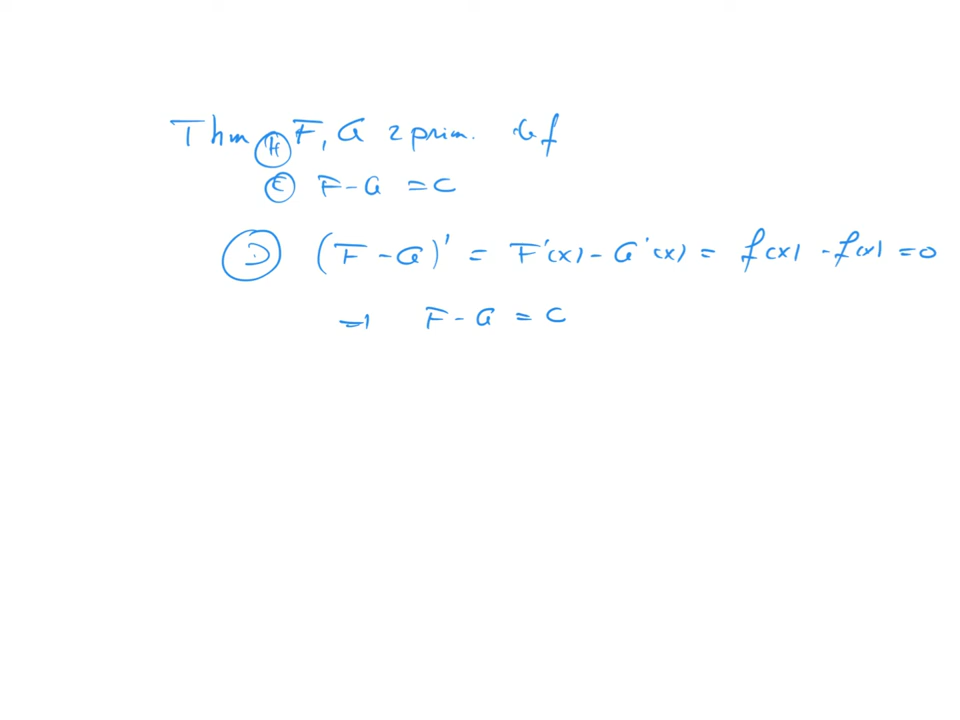 Thm Ⓗ F, G 2 prim. of f
Ⓒ F-G = C
Ⓓ (F-G)' = F'(x) - G'(x) = f(x) - f(x) = 0
⇒ F-G = C